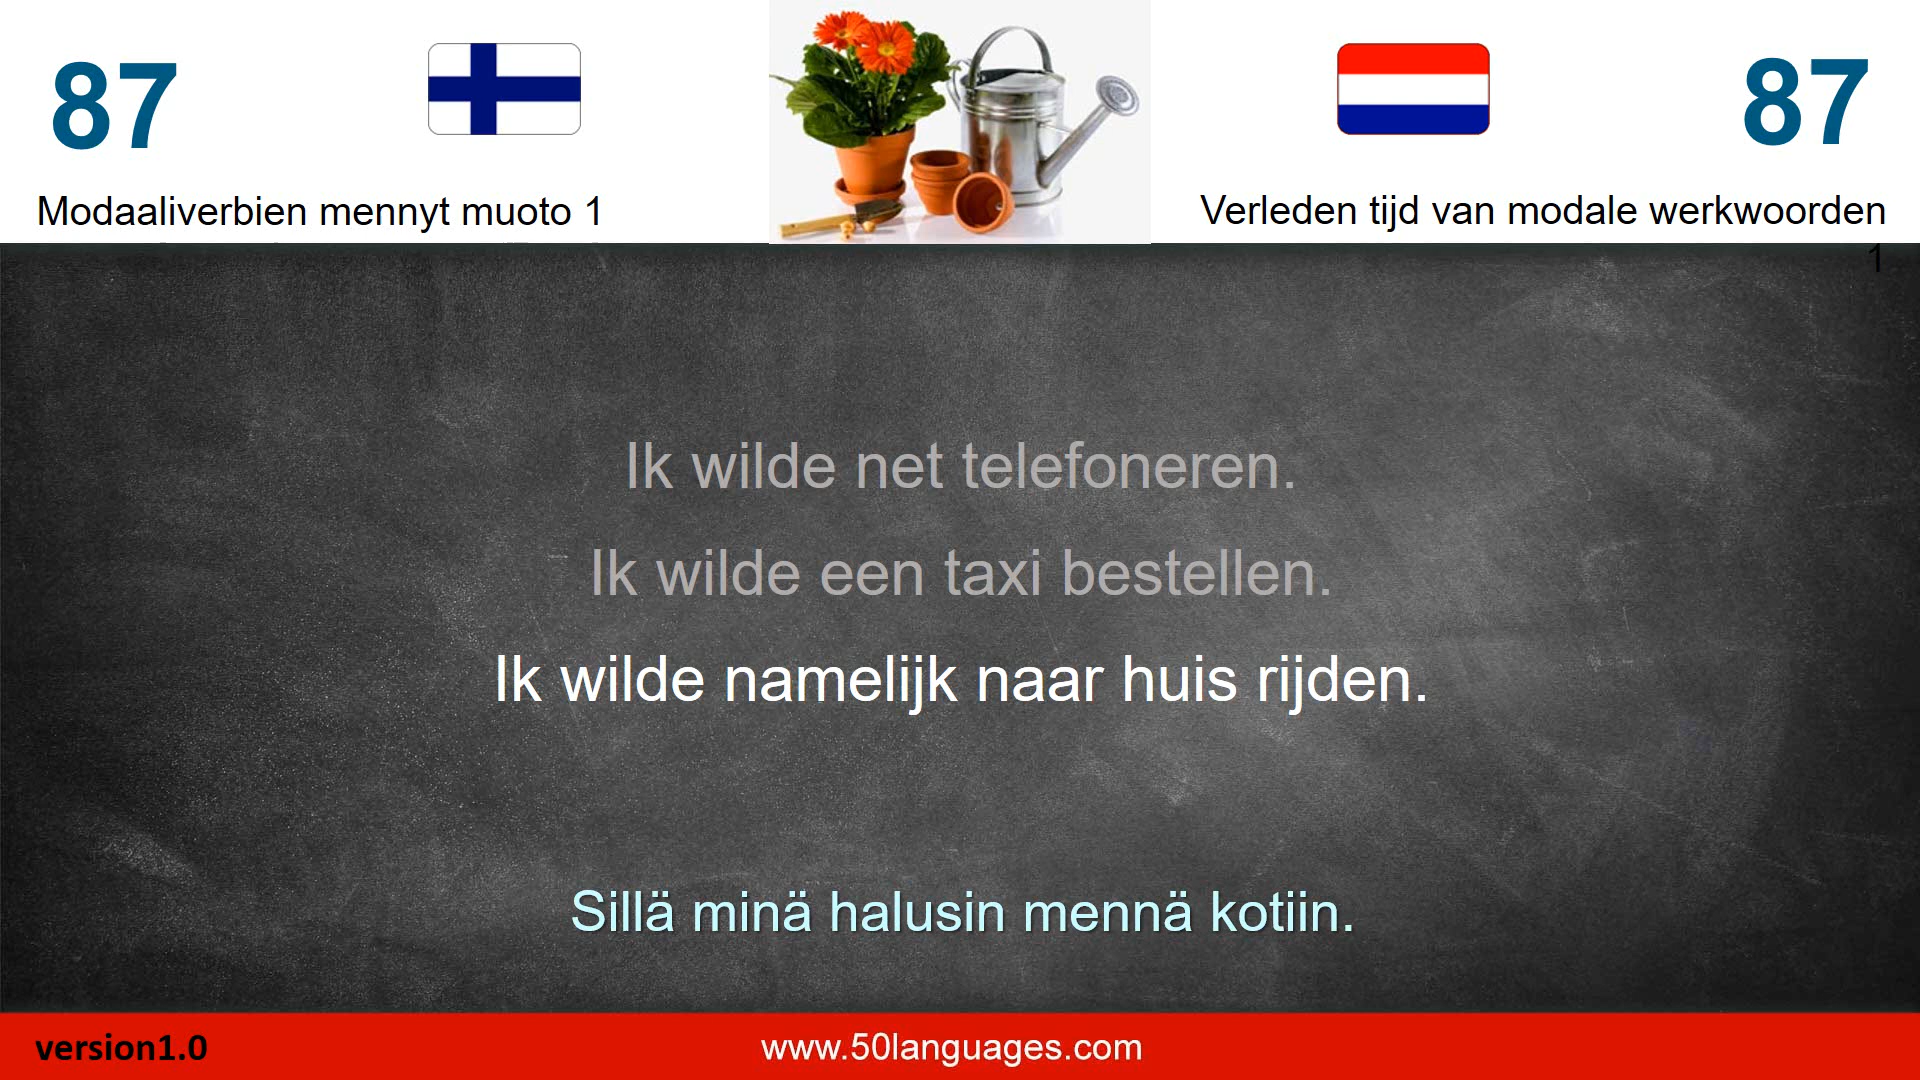 87
87
Modaaliverbien mennyt muoto 1
Verleden tijd van modale werkwoorden
1
Ik wilde net telefoneren.
Ik wilde een taxi bestellen.
Ik wilde namelijk naar huis rijden.
Sillä minä halusin mennä kotiin.
version1.0
www.50languages.com